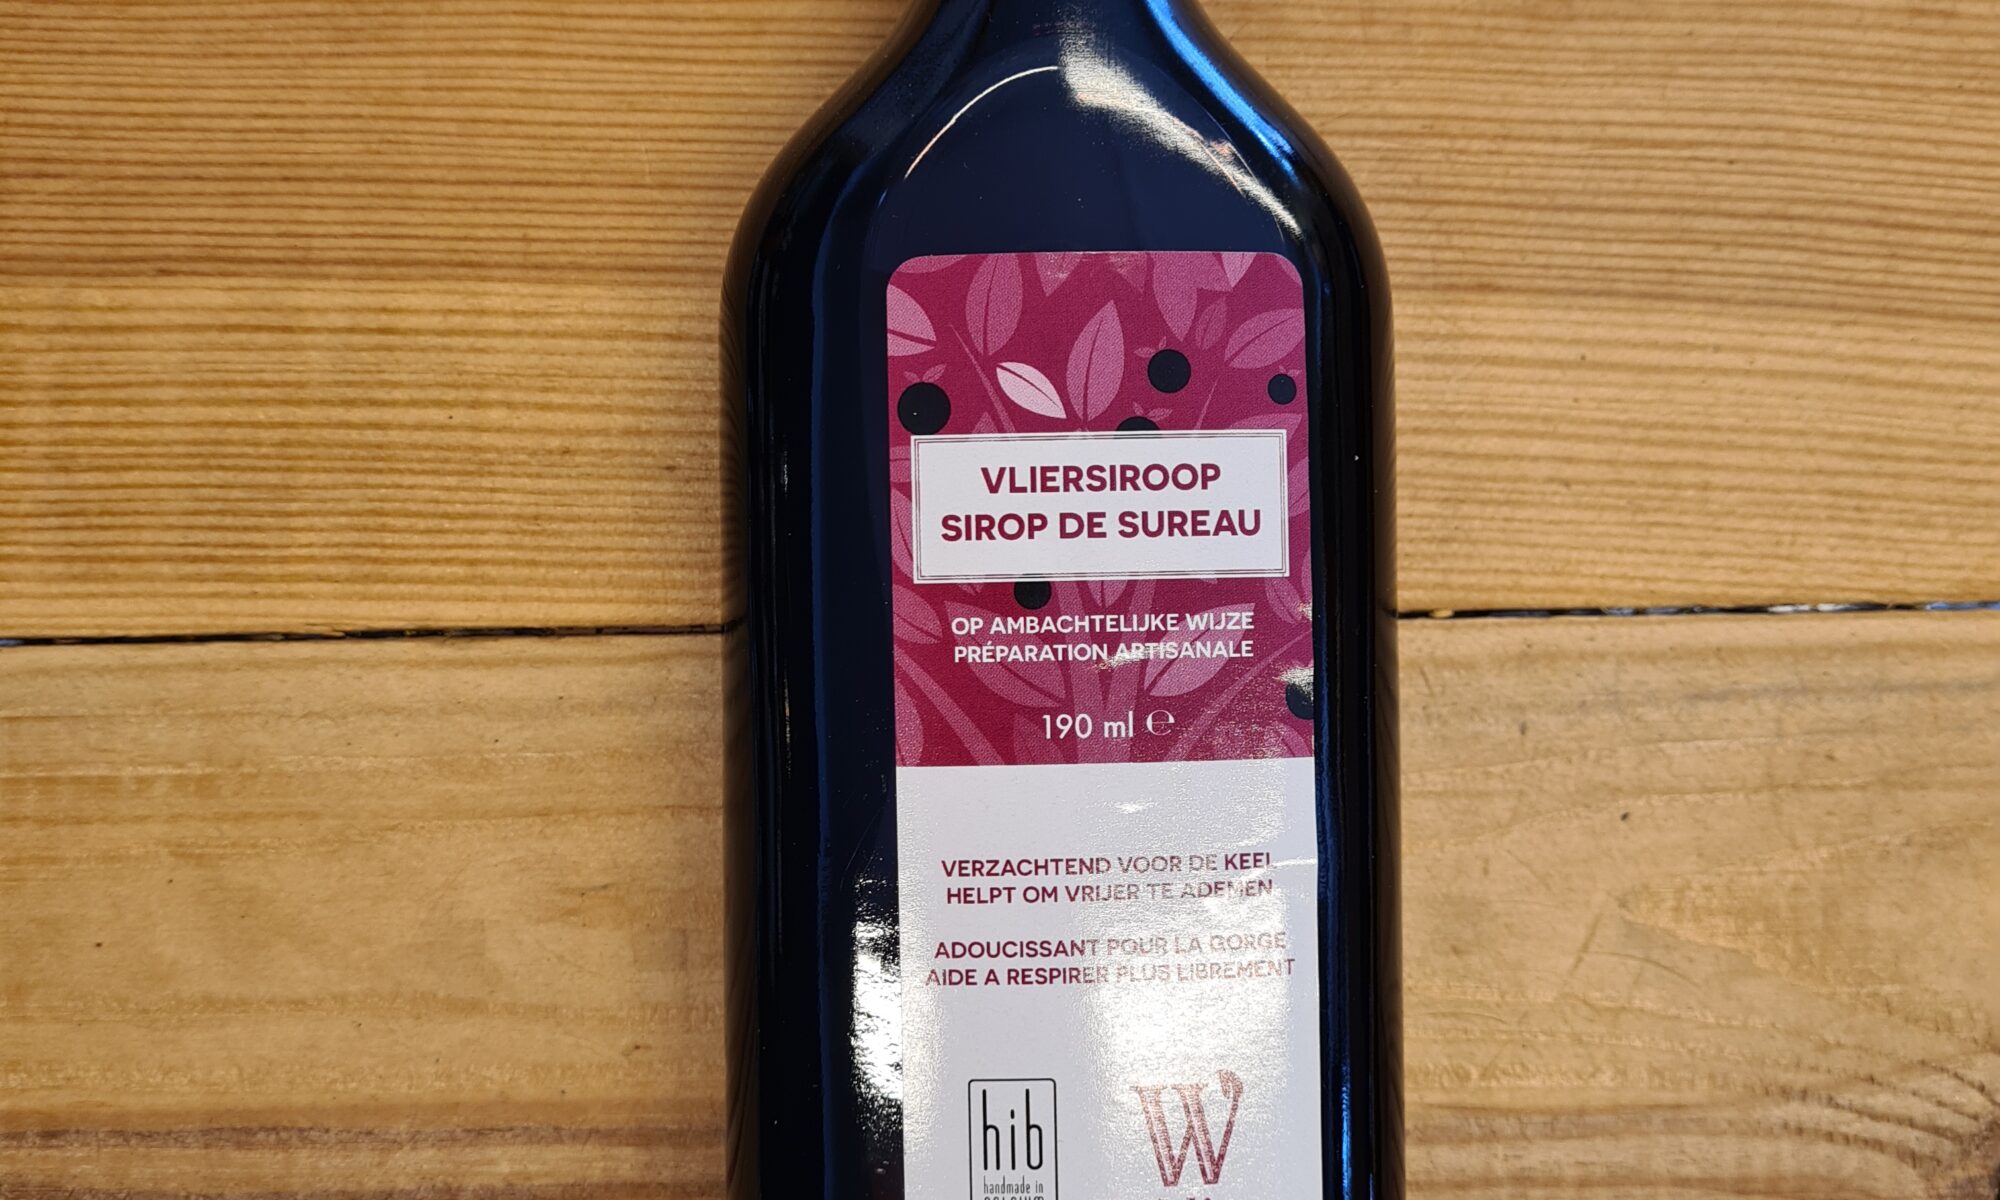 VLIERSIROOP
SIROP DE SUREAU
OP AMBACHTELIJKE WIJZE
PRÉPARATION ARTISANALE
190 ml ℮
VERZACHTEND VOOR DE KEEL
HELPT OM VRIJER TE ADEMEN
ADOUCISSANT POUR LA GORGE
AIDE A RESPIRER PLUS LIBREMENT
hib
handmade in
W